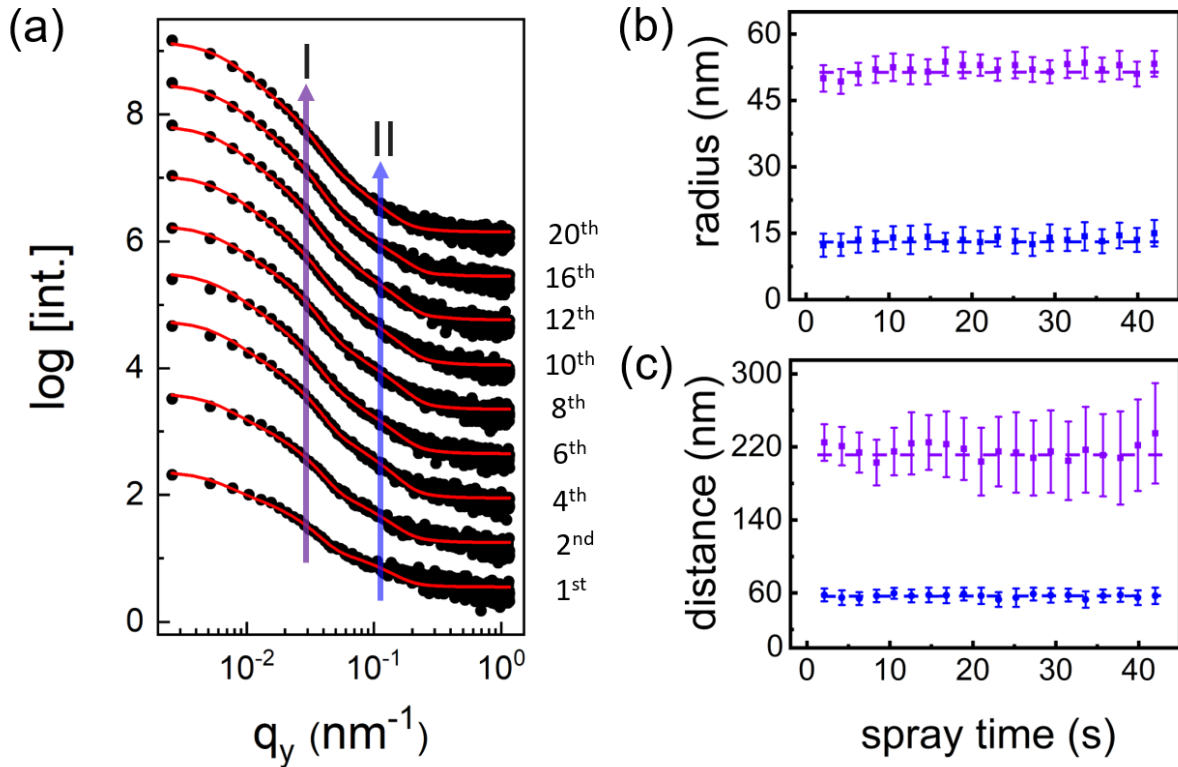 (a)
I
II
log [int.]
8
6
4
2
0
20th
16th
12th
10th
8th
6th
4th
2nd
1st
10-2
10-1
100
qy (nm-1)
(b)
radius (nm)
60
45
30
15
0
0 10 20 30 40
(c)
distance (nm)
300
220
140
60
0
0 10 20 30 40
spray time (s)